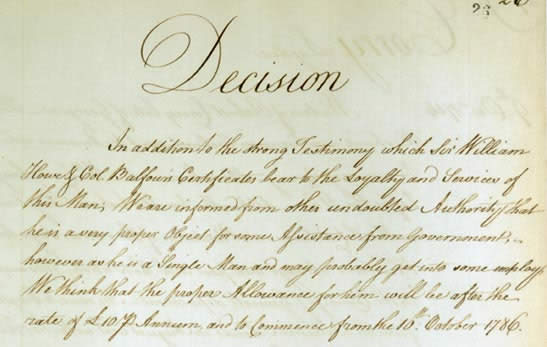 23
Decision
In addition to the strong Testimony which Sir William
Howe & Col. Balfour's Certificates bear to the Loyalty and Services of
this Man, We are informed from other undoubted Authority that
he is a very proper Object for some Assistance from Government;
however as he is a Single Man and may probably get into some employ,
We think that the proper Allowance for him will be after the
rate of £10 P Annum, and to Commence from the 10th. October 1786.